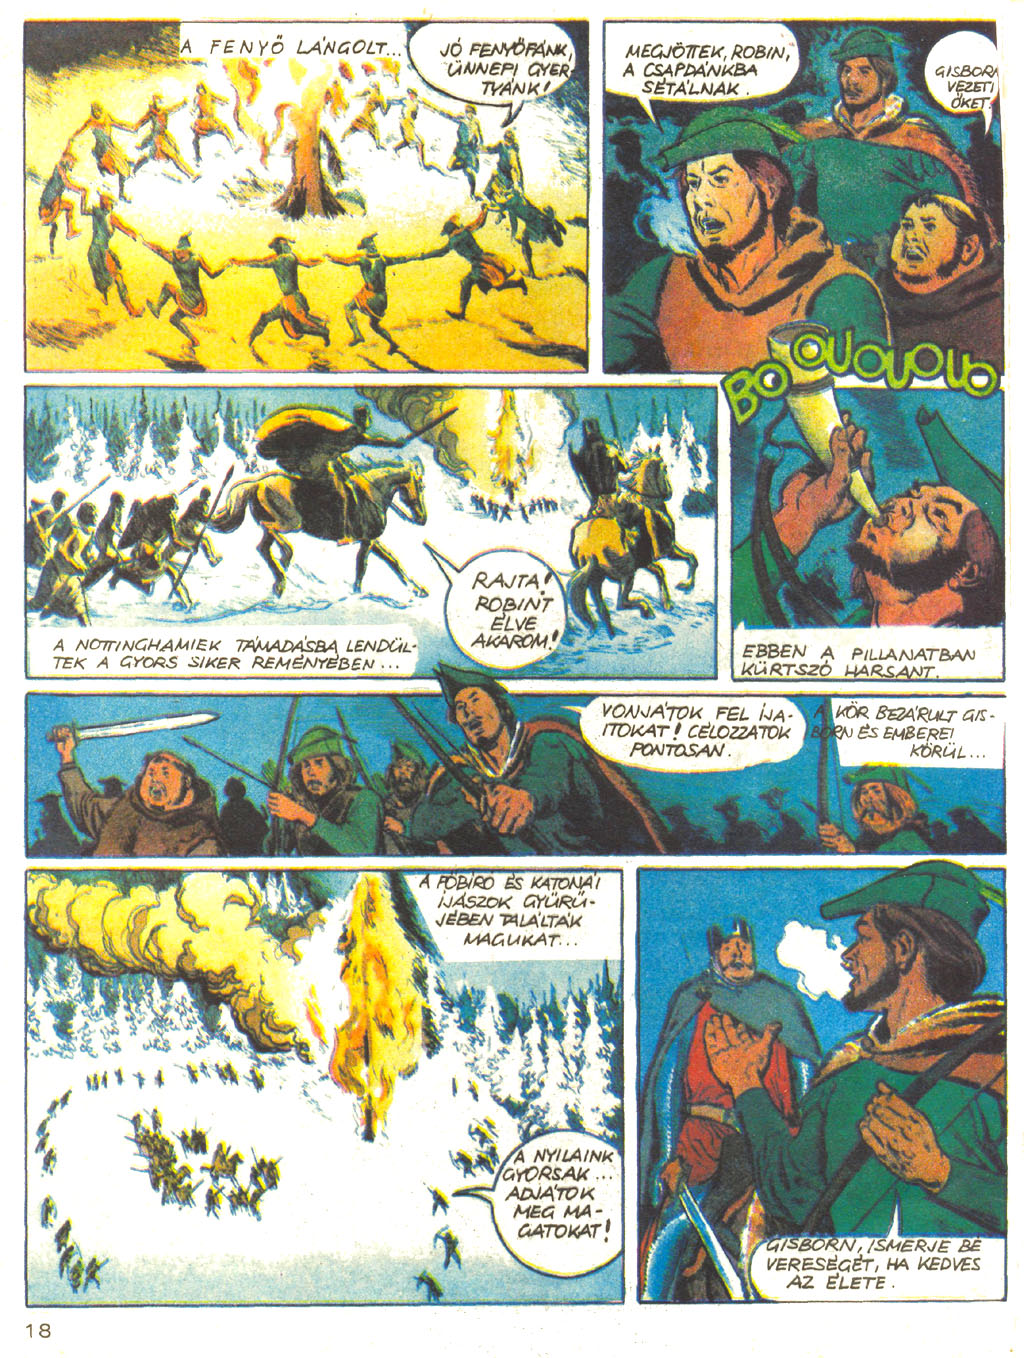 A FENYŐ LÁNGOLT...
JÓ FENYŐFÁNK,
ÜNNEPI GYER-
TYÁNK!
MEGJÖTTEK, ROBIN,
A CSAPDÁNKBA
SÉTÁLNAK.
GISBORN
VEZETI
ŐKET.
BOOUOUOUO
RAJTA!
ROBINT
ÉLVE
AKAROM!
A NOTTINGHAMIEK TÁMADÁSBA LENDÜL-
TEK A GYORS SIKER REMÉNYÉBEN...
EBBEN A PILLANATBAN
KÜRTSZÓ HARSANT.
VONJÁTOK FEL ÍJA-
ITOKAT! CÉLOZZATOK
PONTOSAN.
A KÖR BEZÁRULT GIS-
BORN ÉS EMBEREI
KÖRÜL...
A FŐBÍRÓ ÉS KATONÁI
ÍJÁSZOK GYŰRŰ-
JÉBEN TALÁLTÁK
MAGUKAT...
A NYILAINK
GYORSAK...
ADJÁTOK
MEG MA-
GATOKAT!
GISBORN, ISMERJE BE
VERESÉGÉT, HA KEDVES
AZ ÉLETE.
18